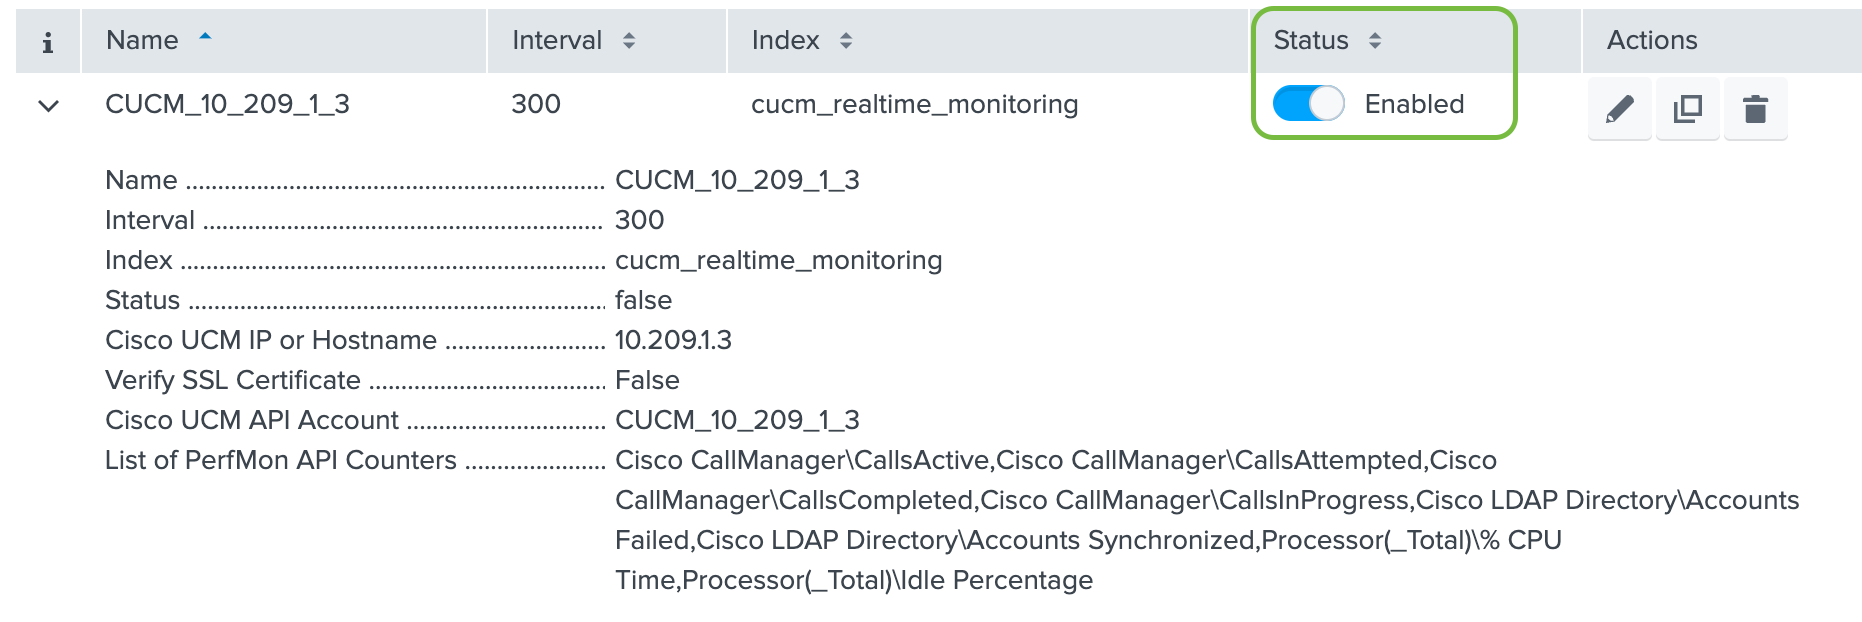 i Name Interval Index Status Actions
CUCM_10_209_1_3 300 cucm_realtime_monitoring Enabled
Name ................................................................. CUCM_10_209_1_3
Interval .............................................................. 300
Index .................................................................. cucm_realtime_monitoring
Status ................................................................. false
Cisco UCM IP or Hostname ......................... 10.209.1.3
Verify SSL Certificate ..................................... False
Cisco UCM API Account ............................... CUCM_10_209_1_3
List of PerfMon API Counters ...................... Cisco CallManager\CallsActive,Cisco CallManager\CallsAttempted,Cisco
CallManager\CallsCompleted,Cisco CallManager\CallsInProgress,Cisco LDAP Directory\Accounts
Failed,Cisco LDAP Directory\Accounts Synchronized,Processor(_Total)\% CPU
Time,Processor(_Total)\Idle Percentage